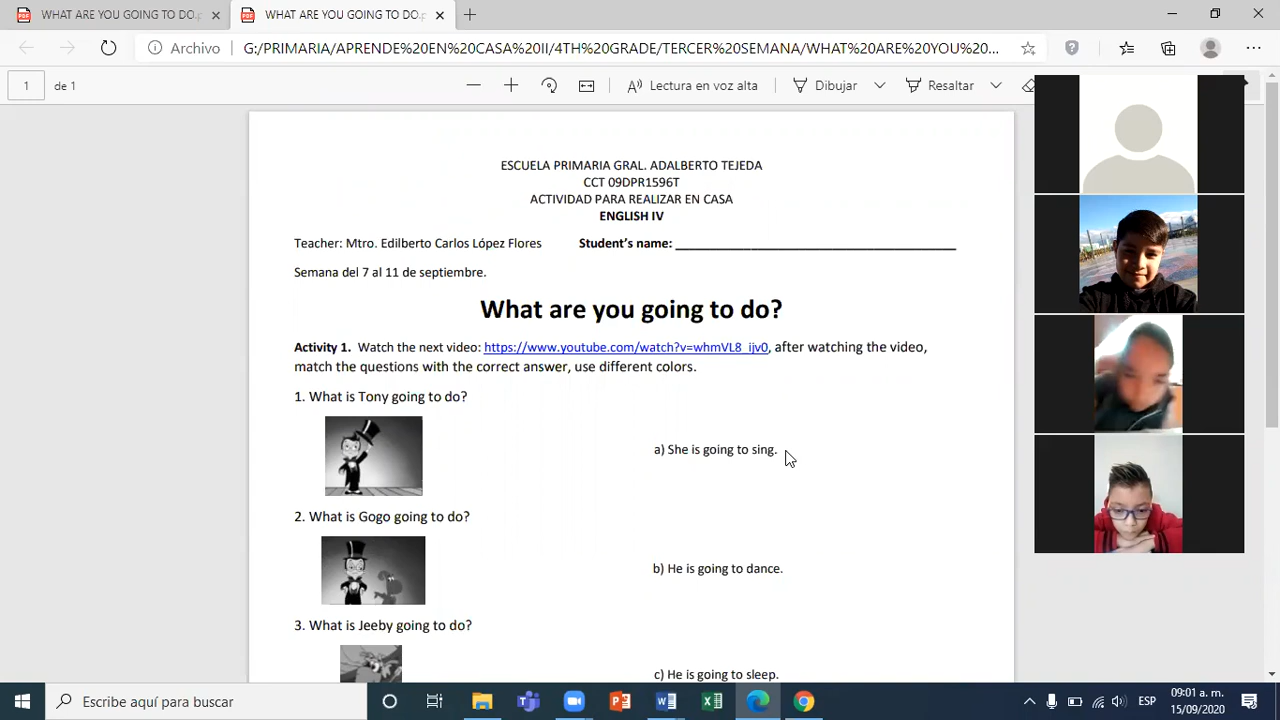 WHAT ARE YOU GOING TO DO
WHAT ARE YOU GOING TO DO
Archivo
G:/PRIMARIA/APRENDE%20EN%20CASA%20II/4TH%20GRADE/TERCER%20SEMANA/WHAT%20ARE%20YOU%20...
1 de 1
Lectura en voz alta
Dibujar
Resaltar
ESCUELA PRIMARIA GRAL. ADALBERTO TEJEDA
CCT 09DPR1596T
ACTIVIDAD PARA REALIZAR EN CASA
ENGLISH IV
Teacher: Mtro. Edilberto Carlos López Flores Student's name: ____________________
Semana del 7 al 11 de septiembre.
What are you going to do?
Activity 1. Watch the next video: https://www.youtube.com/watch?v=whmVL8_ijv0, after watching the video,
match the questions with the correct answer, use different colors.
1. What is Tony going to do?
a) She is going to sing.
2. What is Gogo going to do?
b) He is going to dance.
3. What is Jeeby going to do?
c) He is going to sleep.
Escribe aquí para buscar
ESP
09:01 a. m.
15/09/2020